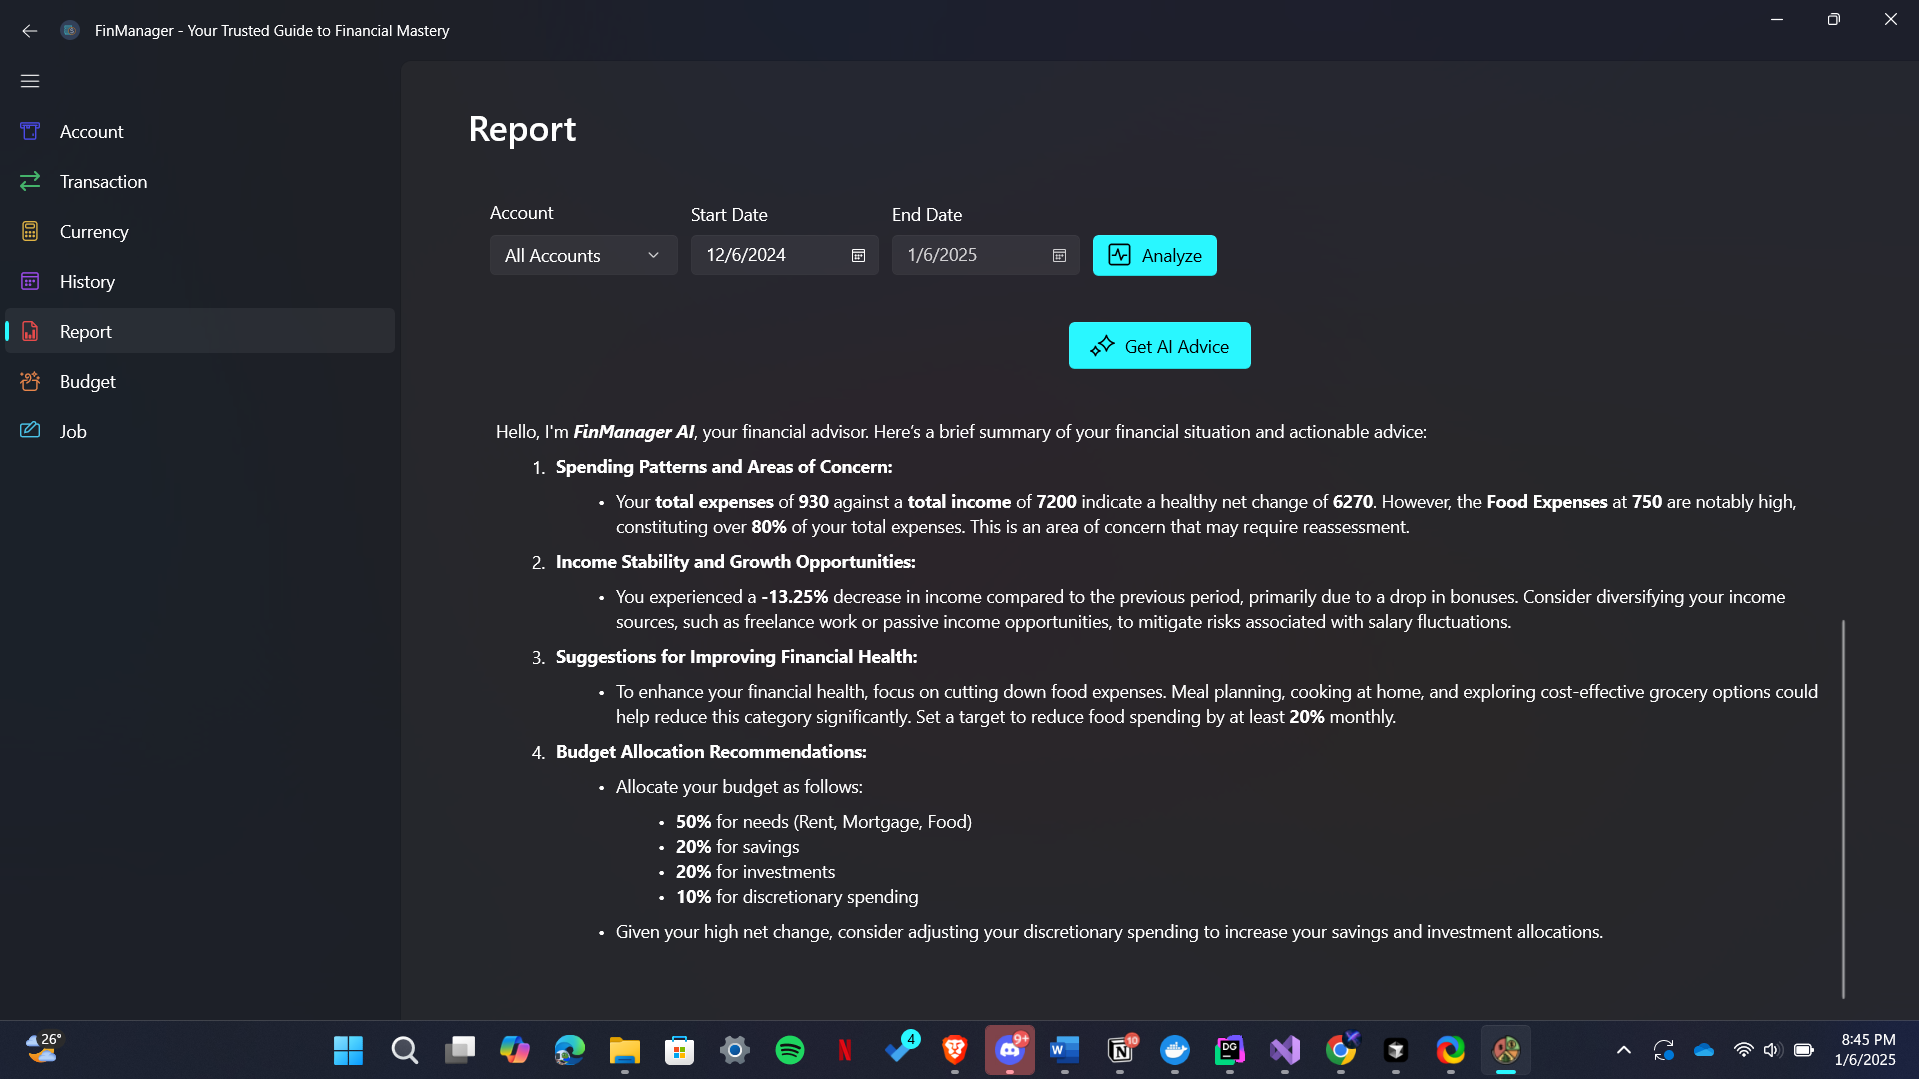 FinManager - Your Trusted Guide to Financial Mastery
Account
Transaction
Currency
History
Report
Budget
Job
Report
Account
Start Date
End Date
All Accounts
12/6/2024
1/6/2025
Analyze
Get AI Advice
Hello, I'm FinManager AI, your financial advisor. Here’s a brief summary of your financial situation and actionable advice:
1. Spending Patterns and Areas of Concern:
• Your total expenses of 930 against a total income of 7200 indicate a healthy net change of 6270. However, the Food Expenses at 750 are notably high,
constituting over 80% of your total expenses. This is an area of concern that may require reassessment.
2. Income Stability and Growth Opportunities:
• You experienced a -13.25% decrease in income compared to the previous period, primarily due to a drop in bonuses. Consider diversifying your income
sources, such as freelance work or passive income opportunities, to mitigate risks associated with salary fluctuations.
3. Suggestions for Improving Financial Health:
• To enhance your financial health, focus on cutting down food expenses. Meal planning, cooking at home, and exploring cost-effective grocery options could
help reduce this category significantly. Set a target to reduce food spending by at least 20% monthly.
4. Budget Allocation Recommendations:
• Allocate your budget as follows:
• 50% for needs (Rent, Mortgage, Food)
• 20% for savings
• 20% for investments
• 10% for discretionary spending
• Given your high net change, consider adjusting your discretionary spending to increase your savings and investment allocations.
26°
4
9+
W
N
10
DG
8:45 PM
1/6/2025